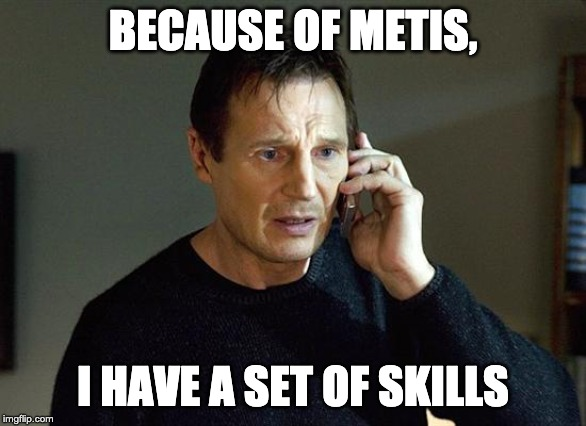 BECAUSE OF METIS,
I HAVE A SET OF SKILLS
imgflip.com